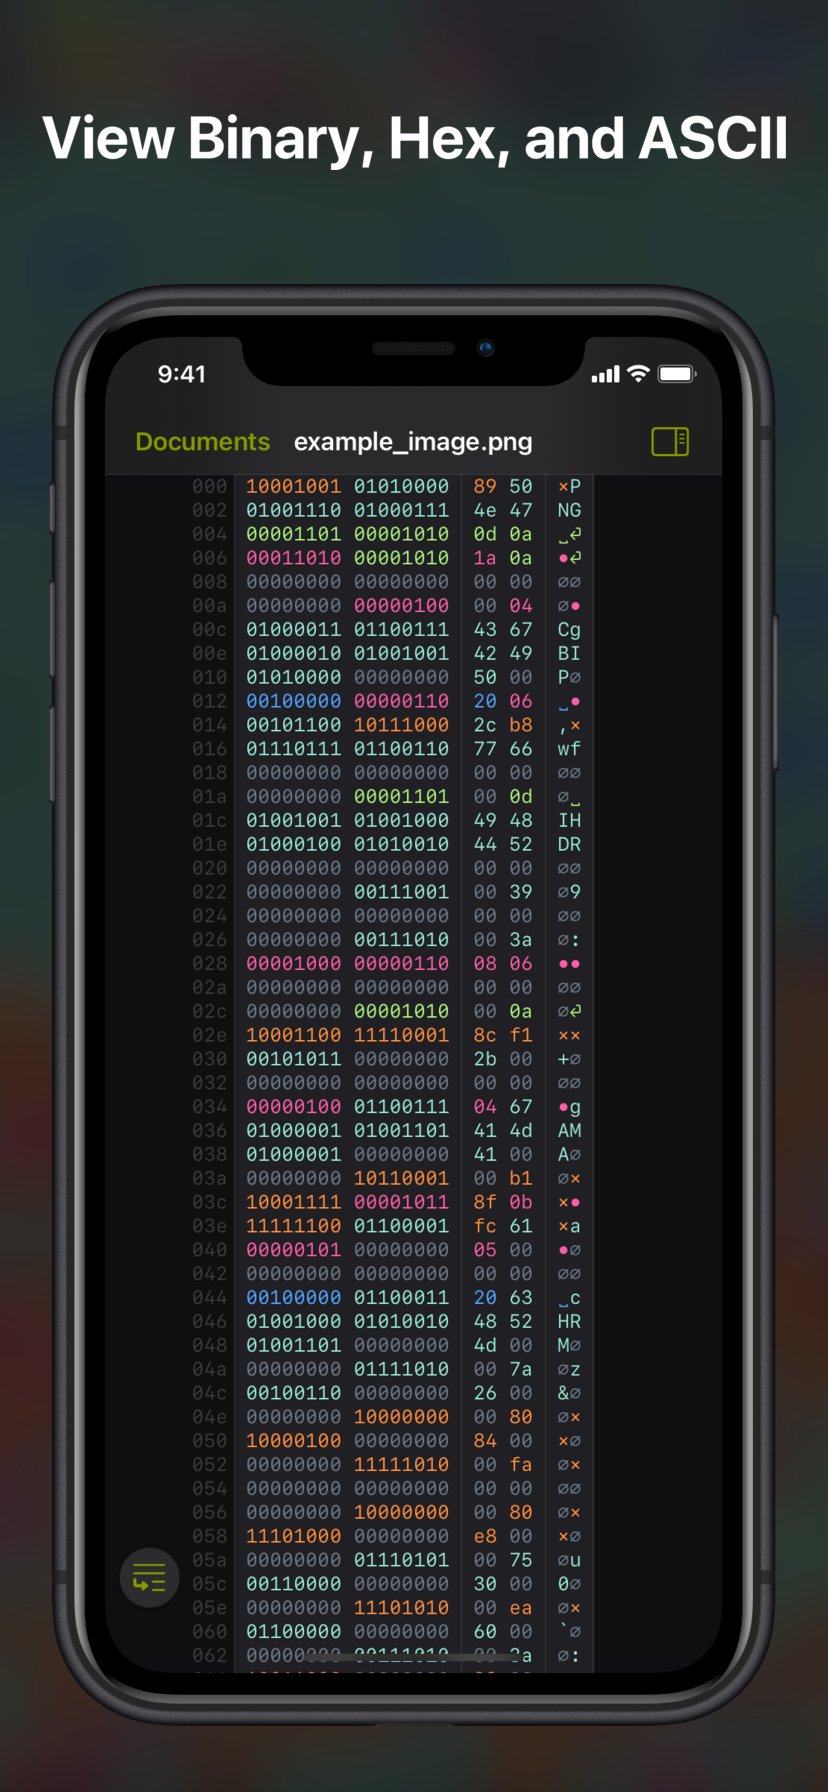 View Binary, Hex, and ASCII
9:41
Documents example_image.png
000 10001001 01010000 89 50 ×P
002 01001110 01000111 4e 47 NG
004 00001101 00001010 0d 0a ␣⏎
006 00011010 00001010 1a 0a •⏎
008 00000000 00000000 00 00 ∅∅
00a 00000000 00000100 00 04 ∅•
00c 01000011 01100111 43 67 Cg
00e 01000010 01001001 42 49 BI
010 01010000 00000000 50 00 P∅
012 00100000 00000110 20 06 ␣•
014 00101100 10111000 2c b8 ,×
016 01110111 01100110 77 66 wf
018 00000000 00000000 00 00 ∅∅
01a 00000000 00001101 00 0d ∅␣
01c 01001001 01001000 49 48 IH
01e 01000100 01010010 44 52 DR
020 00000000 00000000 00 00 ∅∅
022 00000000 00111001 00 39 ∅9
024 00000000 00000000 00 00 ∅∅
026 00000000 00111010 00 3a ∅:
028 00001000 00000110 08 06 ••
02a 00000000 00000000 00 00 ∅∅
02c 00000000 00001010 00 0a ∅⏎
02e 10001100 11110001 8c f1 ××
030 00101011 00000000 2b 00 +∅
032 00000000 00000000 00 00 ∅∅
034 00000100 01100111 04 67 •g
036 01000001 01001101 41 4d AM
038 01000001 00000000 41 00 A∅
03a 00000000 10110001 00 b1 ∅×
03c 10001111 00001011 8f 0b ×•
03e 11111100 01100001 fc 61 ×a
040 00000101 00000000 05 00 •∅
042 00000000 00000000 00 00 ∅∅
044 00100000 01100011 20 63 ␣c
046 01001000 01010010 48 52 HR
048 01001101 00000000 4d 00 M∅
04a 00000000 01111010 00 7a ∅z
04c 00100110 00000000 26 00 &∅
04e 00000000 10000000 00 80 ∅×
050 10000100 00000000 84 00 ×∅
052 00000000 11111010 00 fa ∅×
054 00000000 00000000 00 00 ∅∅
056 00000000 10000000 00 80 ∅×
058 11101000 00000000 e8 00 ×∅
05a 00000000 01110101 00 75 ∅u
05c 00110000 00000000 30 00 0∅
05e 00000000 11101010 00 ea ∅×
060 01100000 00000000 60 00 `∅
062 00000000 00111010 00 3a ∅: